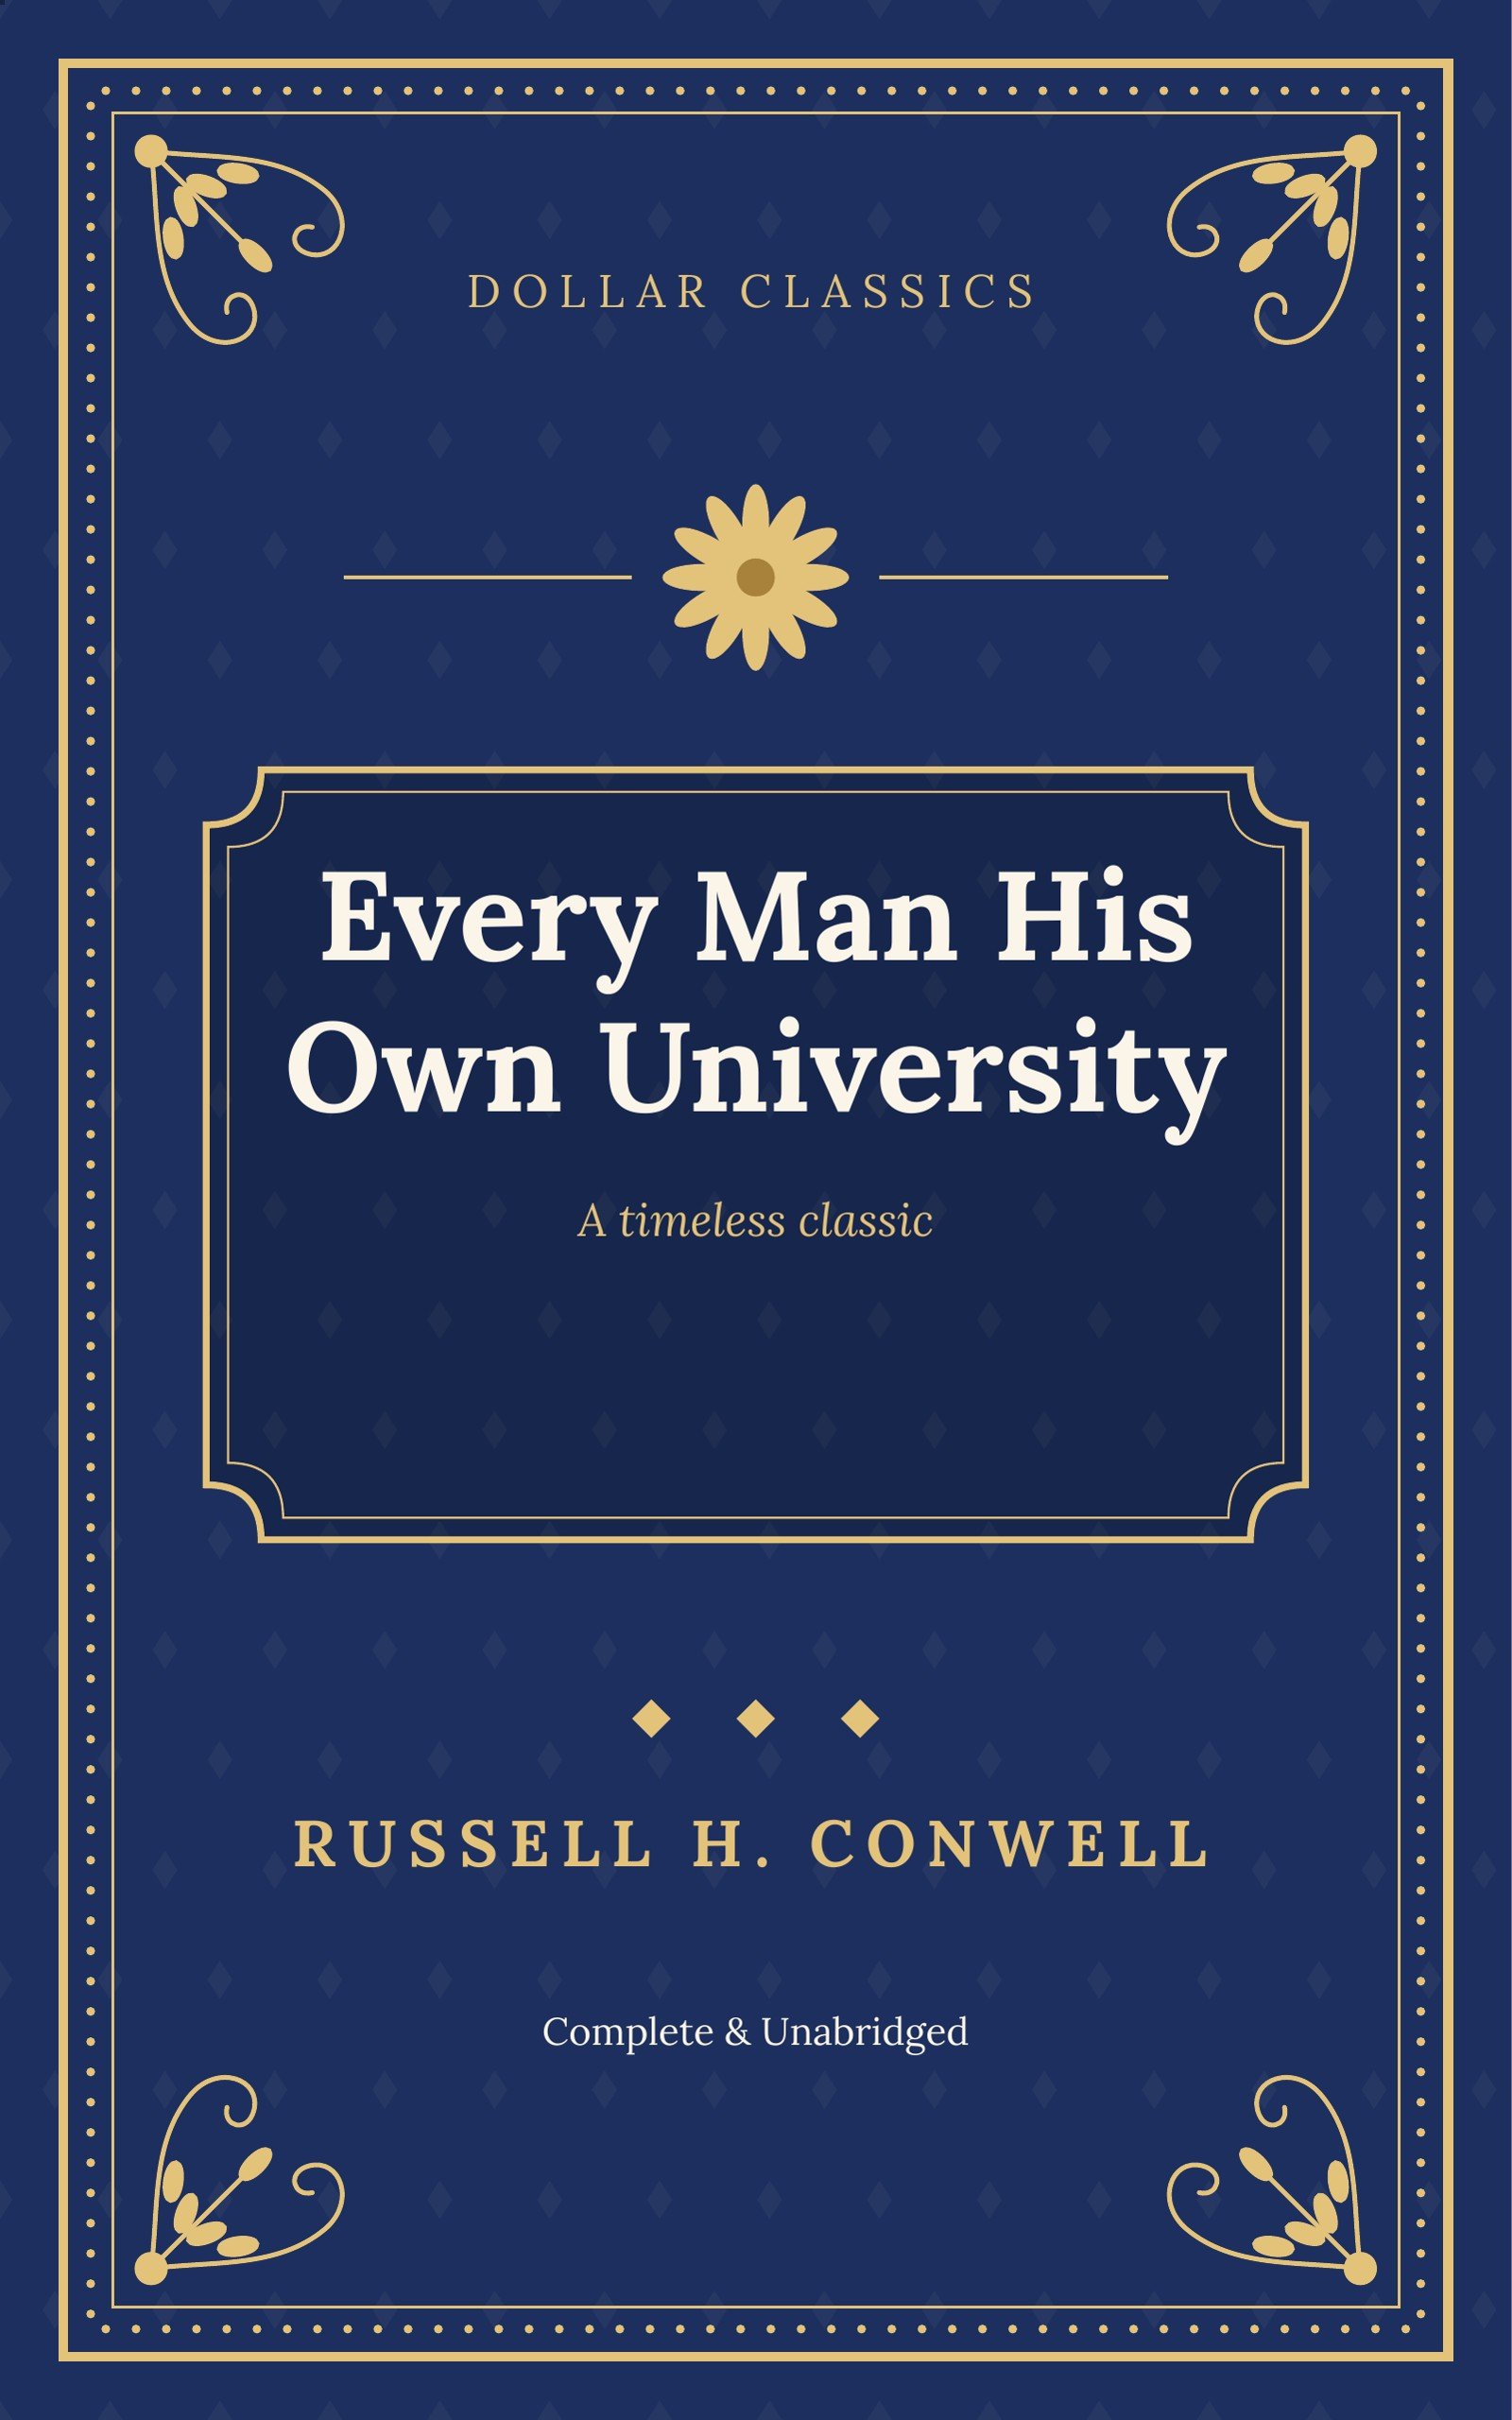 DOLLAR CLASSICS
Every Man His
Own University
A timeless classic
RUSSELL H. CONWELL
Complete & Unabridged